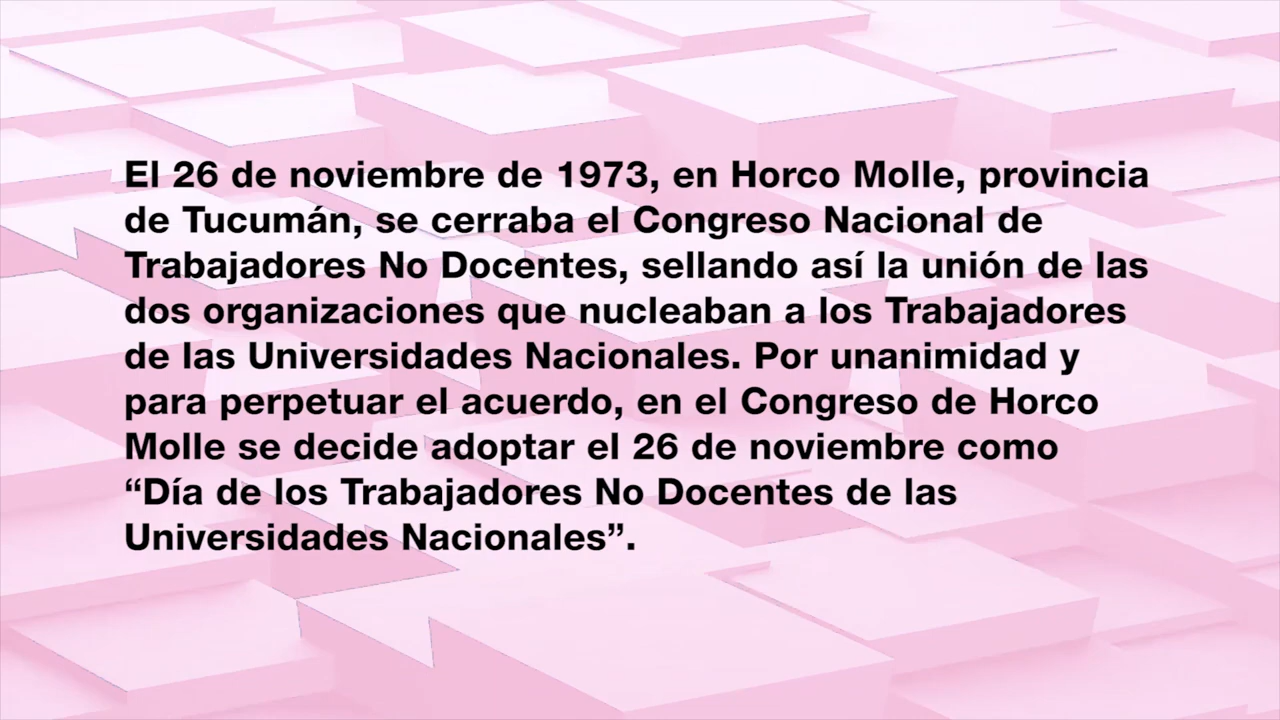 El 26 de noviembre de 1973, en Horco Molle, provincia
de Tucumán, se cerraba el Congreso Nacional de
Trabajadores No Docentes, sellando así la unión de las
dos organizaciones que nucleaban a los Trabajadores
de las Universidades Nacionales. Por unanimidad y
para perpetuar el acuerdo, en el Congreso de Horco
Molle se decide adoptar el 26 de noviembre como
“Día de los Trabajadores No Docentes de las
Universidades Nacionales”.